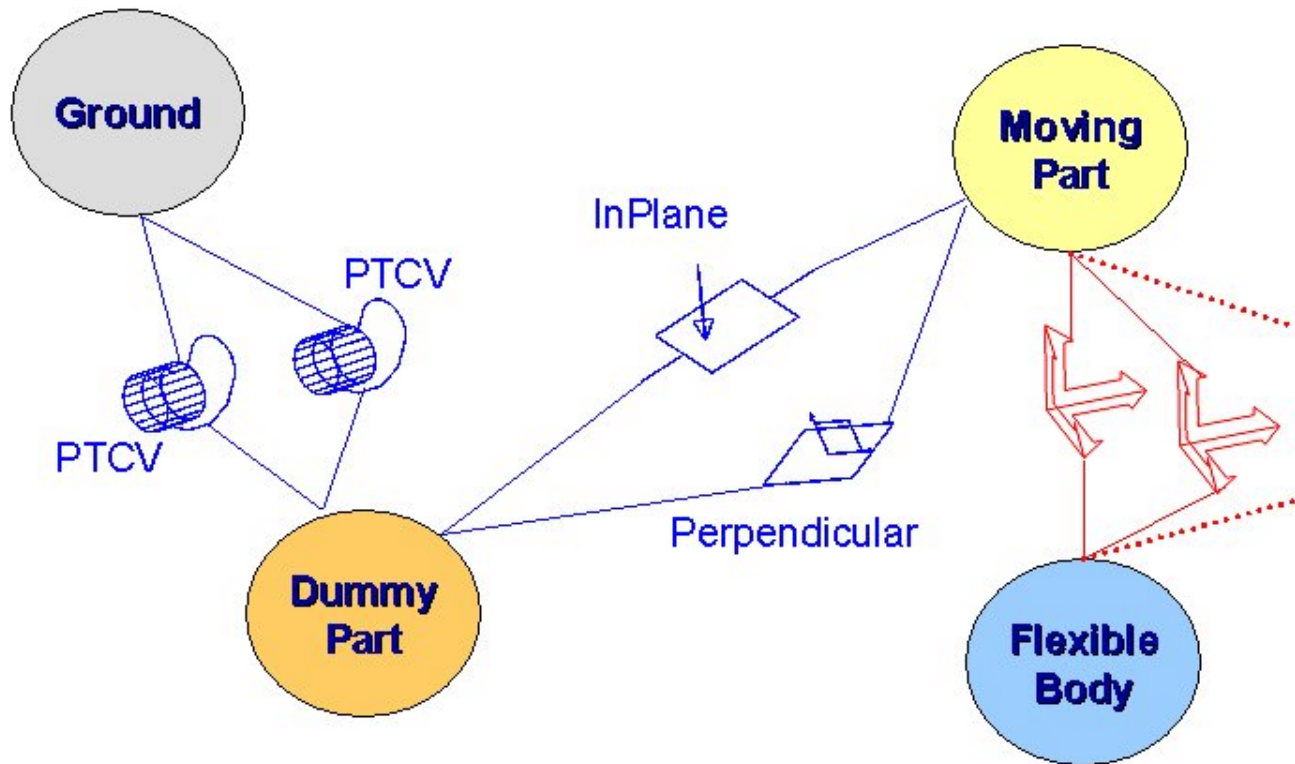 Ground
Moving
Part
InPlane
PTCV
PTCV
Perpendicular
Dummy
Part
Flexible
Body